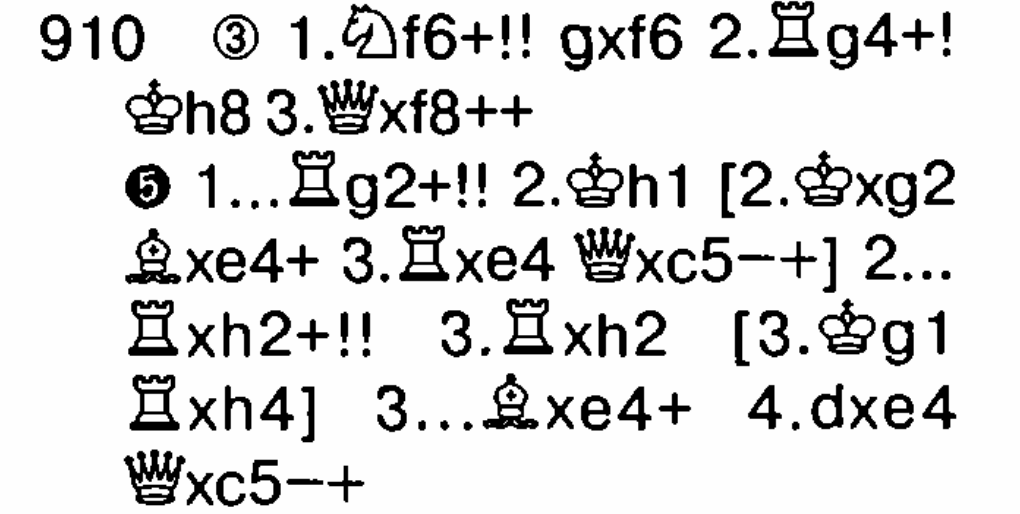 910 ③ 1.♘f6+!! gxf6 2.♖g4+!
♔h8 3.♕xf8++
❺ 1...♖g2+!! 2.♔h1 [2.♔xg2
♗xe4+ 3.♖xe4 ♕xc5−+] 2...
♖xh2+!! 3.♖xh2 [3.♔g1
♖xh4] 3...♗xe4+ 4.dxe4
♕xc5−+